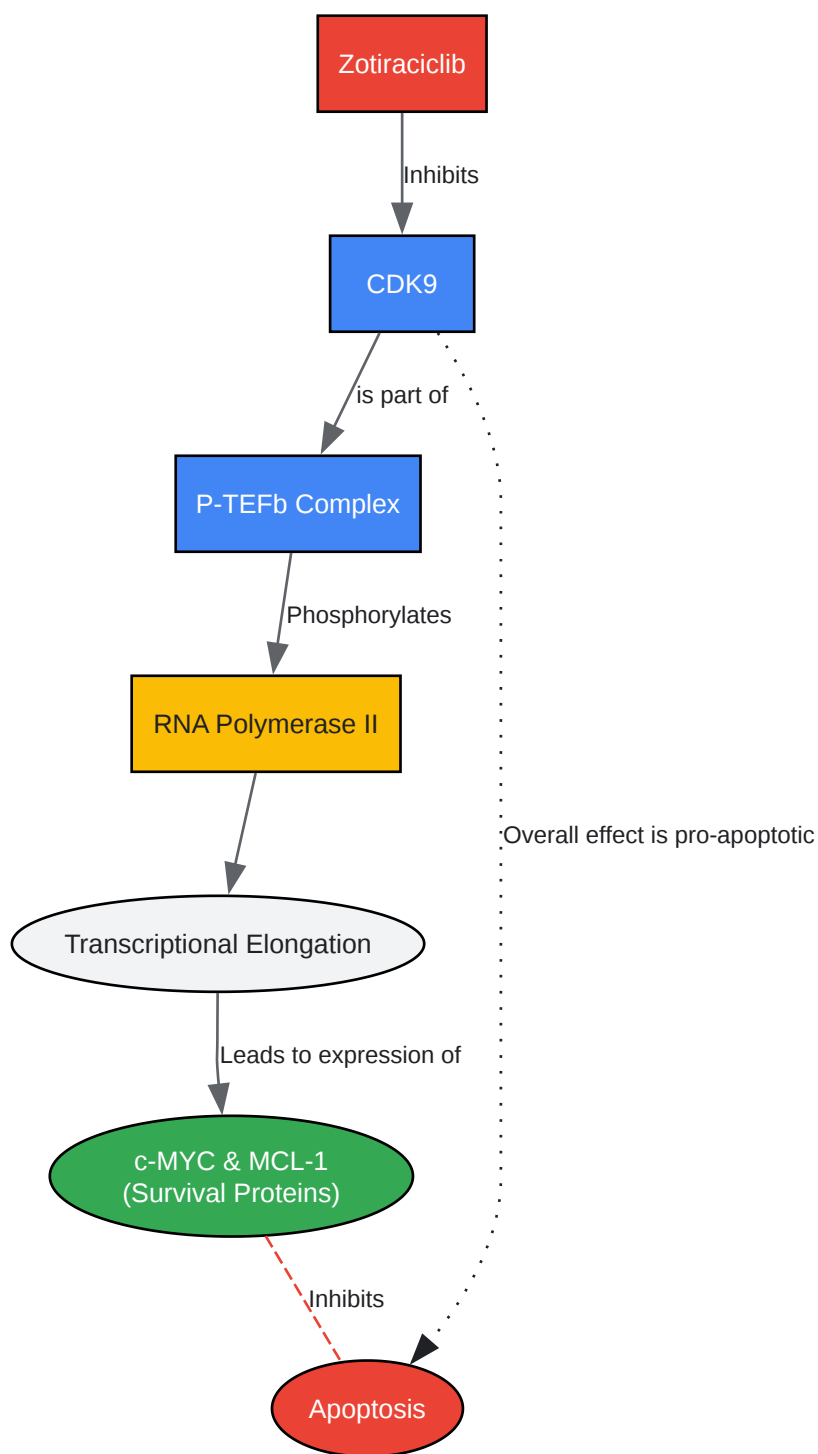 Zotiraciclib
Inhibits
CDK9
is part of
P-TEFb Complex
Phosphorylates
RNA Polymerase II
Overall effect is pro-apoptotic
Transcriptional Elongation
Leads to expression of
c-MYC & MCL-1
(Survival Proteins)
Inhibits
Apoptosis